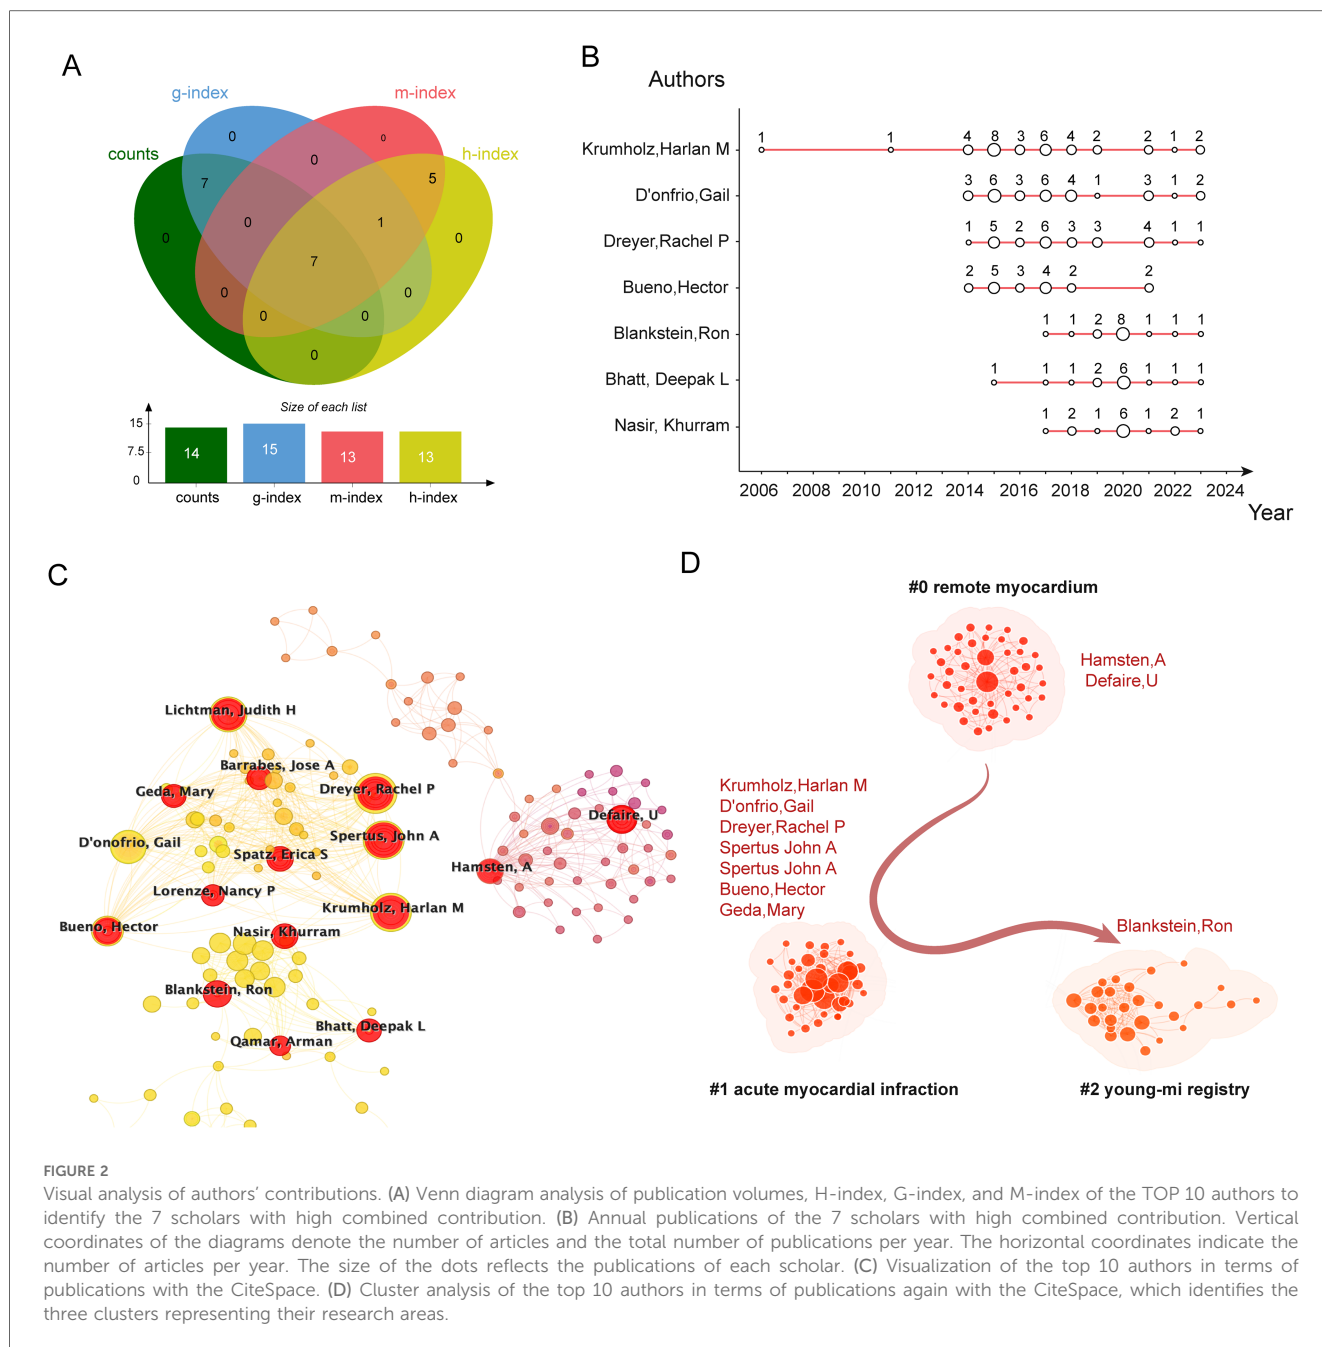 A
g-index
m-index
counts
h-index
0
0
0
7
5
0
1
0
0
7
0
0
0
0
0
Size of each list
15
7.5
0
14
15
13
13
counts
g-index
m-index
h-index
B
Authors
Krumholz,Harlan M
1 1 4 8 3 6 4 2 2 1 2
D'onfrio,Gail
3 6 3 6 4 1 3 1 2
Dreyer,Rachel P
1 5 2 6 3 3 4 1 1
Bueno,Hector
2 5 3 4 2 2
Blankstein,Ron
1 1 2 8 1 1 1
Bhatt, Deepak L
1 1 1 2 6 1 1 1
Nasir, Khurram
1 2 1 6 1 2 1
2006 2008 2010 2012 2014 2016 2018 2020 2022 2024
Year
C
Lichtman, Judith H
Barrabes, Jose A
Geda, Mary
Dreyer, Rachel P
D'onofrio, Gail
Spertus, John A
Spatz, Erica S
Lorenze, Nancy P
Krumholz, Harlan M
Bueno, Hector
Nasir, Khurram
Blankstein, Ron
Bhatt, Deepak L
Qamar, Arman
Defaire, U
Hamsten, A
D
#0 remote myocardium
Hamsten,A
Defaire,U
Krumholz,Harlan M
D'onfrio,Gail
Dreyer,Rachel P
Spertus John A
Spertus John A
Bueno,Hector
Geda,Mary
Blankstein,Ron
#1 acute myocardial infraction
#2 young-mi registry
FIGURE 2
Visual analysis of authors' contributions. (A) Venn diagram analysis of publication volumes, H-index, G-index, and M-index of the TOP 10 authors to
identify the 7 scholars with high combined contribution. (B) Annual publications of the 7 scholars with high combined contribution. Vertical
coordinates of the diagrams denote the number of articles and the total number of publications per year. The horizontal coordinates indicate the
number of articles per year. The size of the dots reflects the publications of each scholar. (C) Visualization of the top 10 authors in terms of
publications with the CiteSpace. (D) Cluster analysis of the top 10 authors in terms of publications again with the CiteSpace, which identifies the
three clusters representing their research areas.